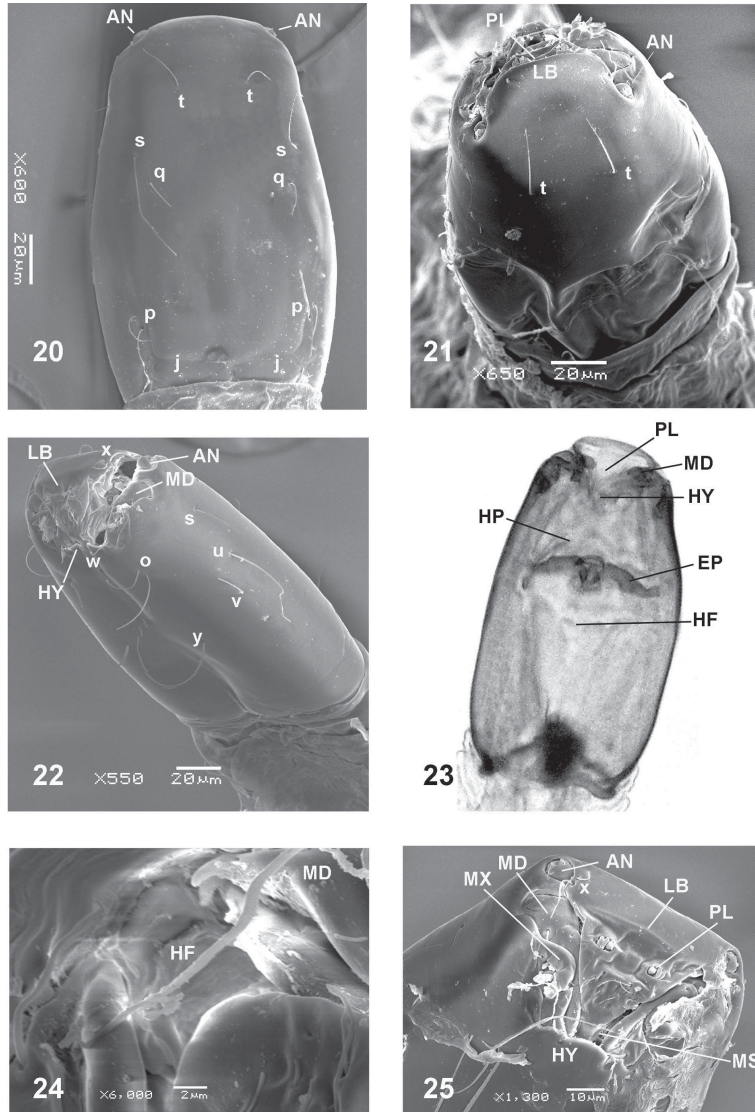 AN AN
t t
s s
q q
p p
j j
X600 20µm
20
PL AN
LB
t t
21
X650 20µm
LB x AN
MD
s
u
HY w o
v
y
22 X550 20µm
PL
MD
HY
HP
EP
HF
23
MD
HF
24 X6,000 2µm
MD AN
MX x LB
PL
HY MS
25 X1,300 10µm